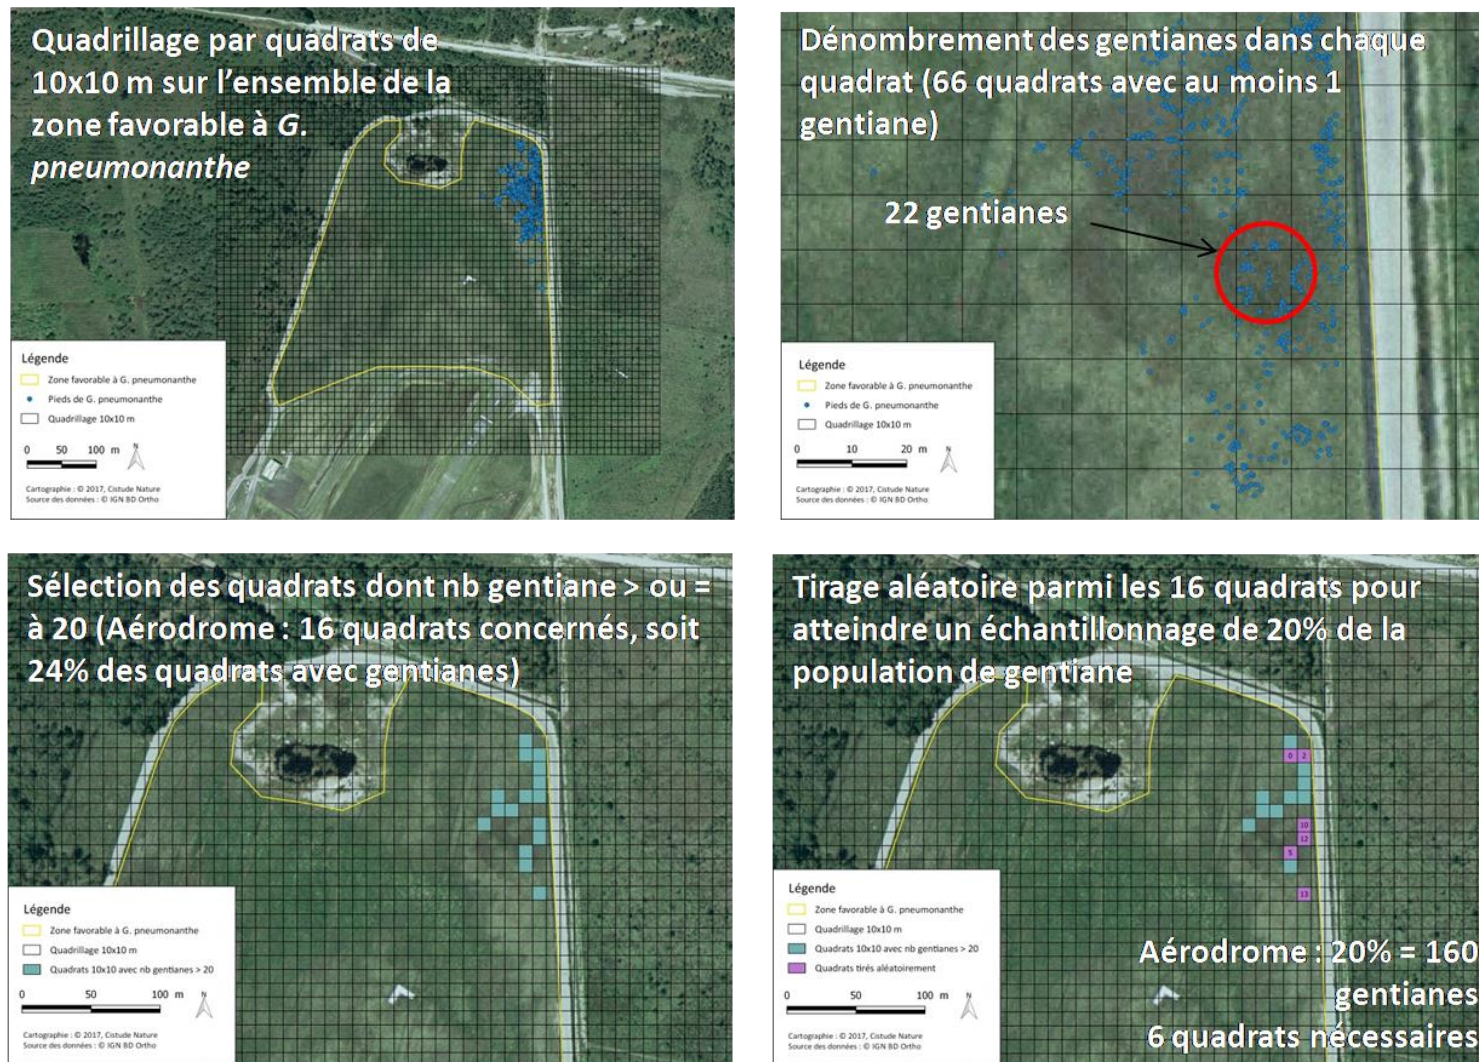 Quadrillage par quadrats de
10x10 m sur l’ensemble de la
zone favorable à G.
pneumonanthe
Légende
Zone favorable à G. pneumonanthe
Pieds de G. pneumonanthe
Quadrillage 10x10 m
0 50 100 m
N
Cartographie : © 2017, Cistude Nature
Source des données : © IGN BD Ortho
Dénombrement des gentianes dans chaque
quadrat (66 quadrats avec au moins 1
gentiane)
22 gentianes
Légende
Zone favorable à G. pneumonanthe
Pieds de G. pneumonanthe
Quadrillage 10x10 m
0 10 20 m
N
Cartographie : © 2017, Cistude Nature
Source des données : © IGN BD Ortho
Sélection des quadrats dont nb gentiane > ou =
à 20 (Aérodrome : 16 quadrats concernés, soit
24% des quadrats avec gentianes)
Légende
Zone favorable à G. pneumonanthe
Quadrillage 10x10 m
Quadrats 10x10 avec nb gentianes > 20
0 50 100 m
N
Cartographie : © 2017, Cistude Nature
Source des données : © IGN BD Ortho
Tirage aléatoire parmi les 16 quadrats pour
atteindre un échantillonnage de 20% de la
population de gentiane
0 2
10
12
5
13
Légende
Zone favorable à G. pneumonanthe
Quadrillage 10x10 m
Quadrats 10x10 avec nb gentianes > 20
Quadrats tirés aléatoirement
0 50 100 m
N
Cartographie : © 2017, Cistude Nature
Source des données : © IGN BD Ortho
Aérodrome : 20% = 160
gentianes
6 quadrats nécessaires